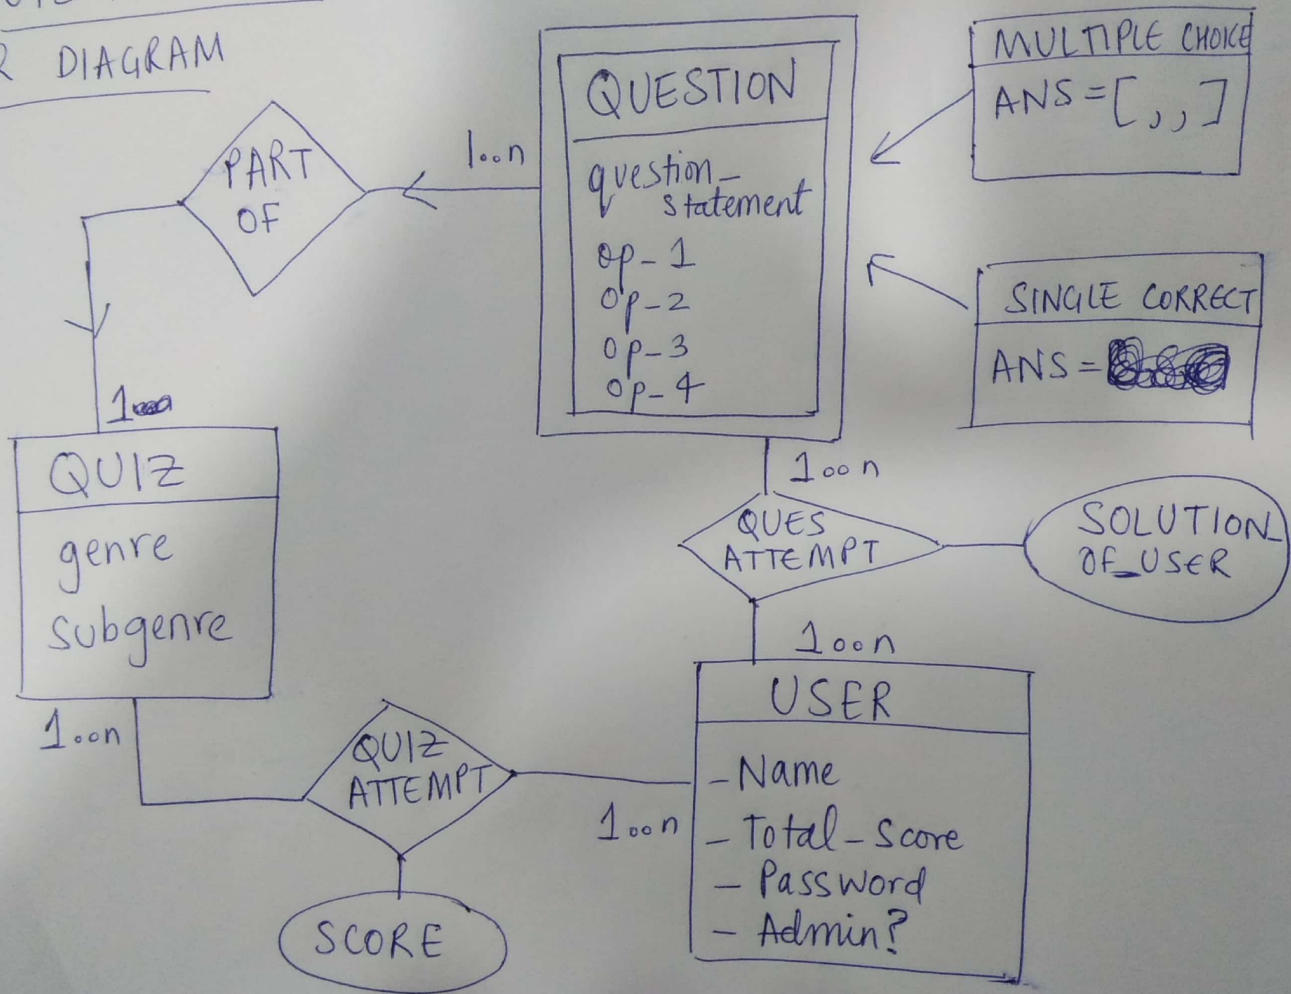 DIAGRAM
PART
OF
1..n
QUESTION
question_
statement
op-1
op-2
op-3
op-4
MULTIPLE CHOICE
ANS=[,,]
SINGLE CORRECT
ANS=
1
QUIZ
genre
subgenre
1..n
1..n
QUES
ATTEMPT
SOLUTION_
OF_USER
1..n
USER
-Name
-Total-Score
-Password
-Admin?
QUIZ
ATTEMPT
1..n
SCORE